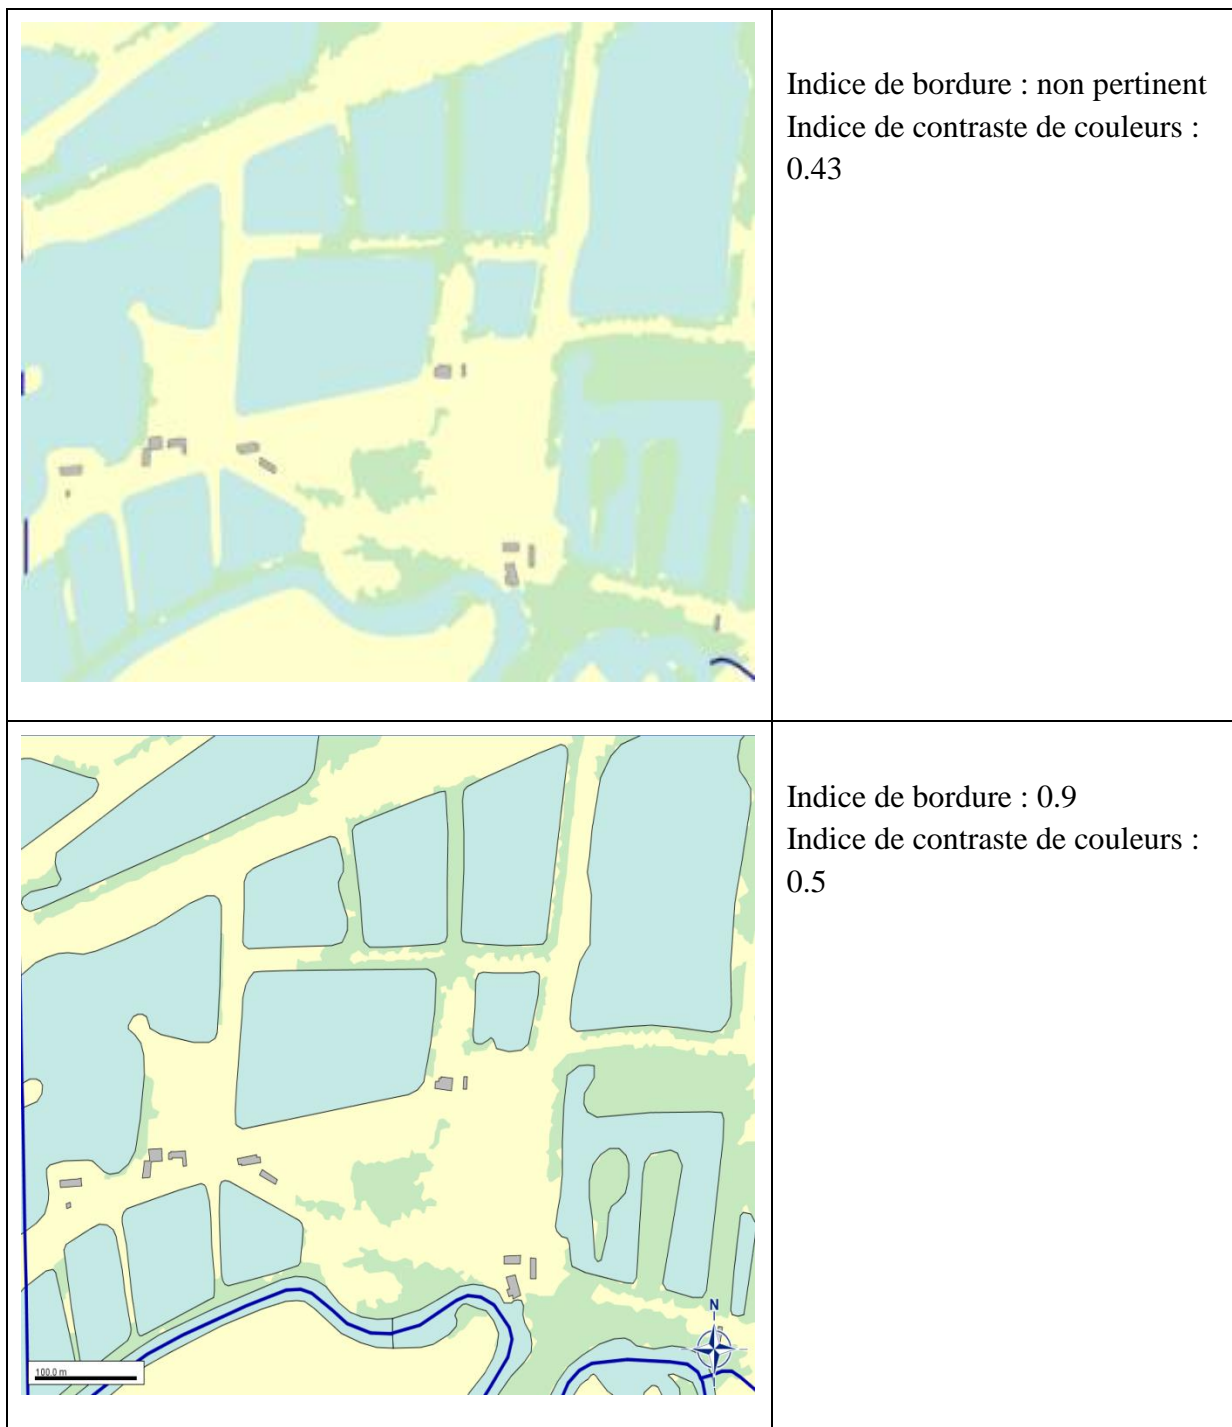 Indice de bordure : non pertinent
Indice de contraste de couleurs :
0.43
Indice de bordure : 0.9
Indice de contraste de couleurs :
0.5
N
100.0 m